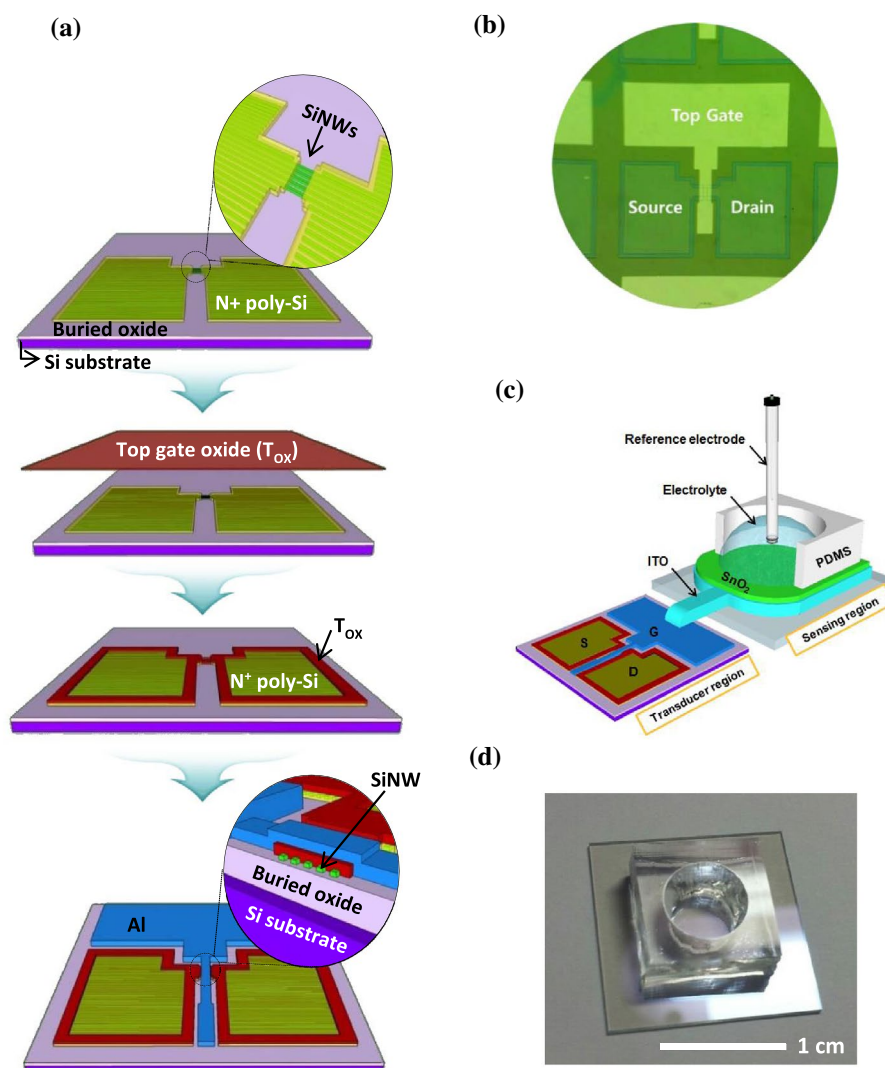 (a)
SiNWs
N+ poly-Si
Buried oxide
Si substrate
Top gate oxide (TOX)
TOX
N+ poly-Si
SiNW
Buried oxide
Si substrate
Al
(b)
Top Gate
Source
Drain
(c)
Reference electrode
Electrolyte
PDMS
SnO2
ITO
Sensing region
G
S
D
Transducer region
(d)
1 cm